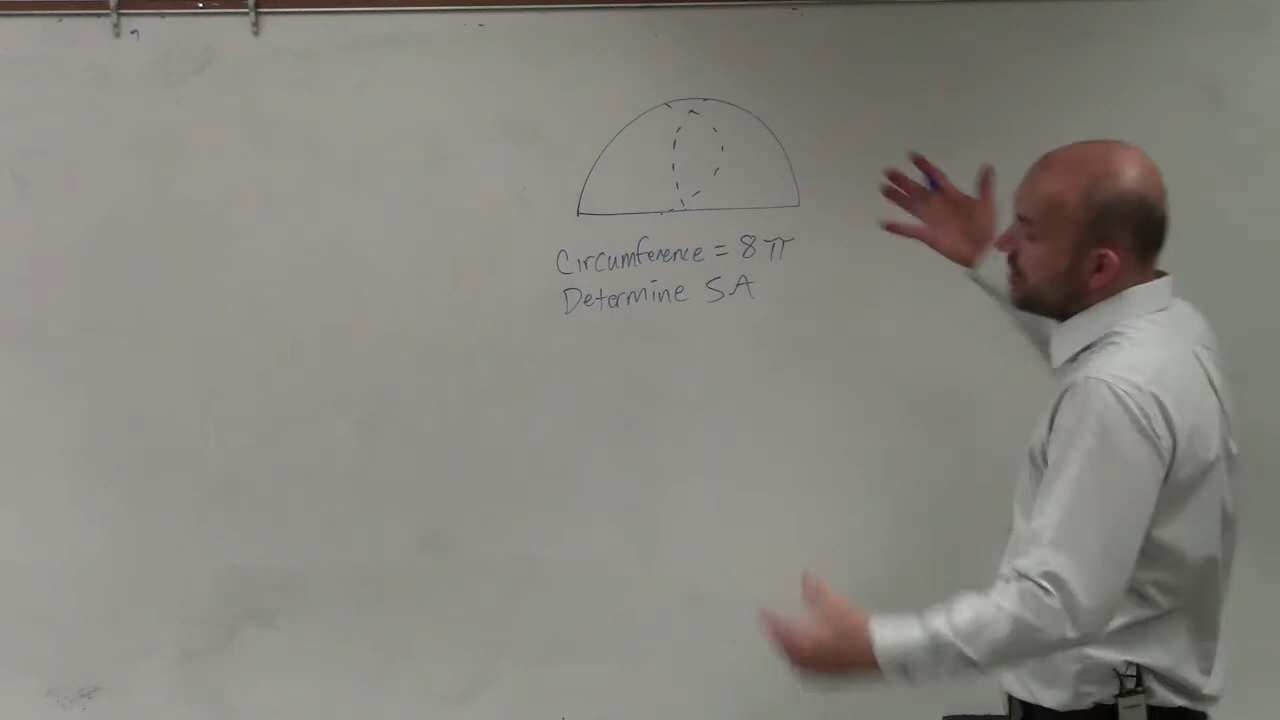 Circumference = 8π
Determine SA